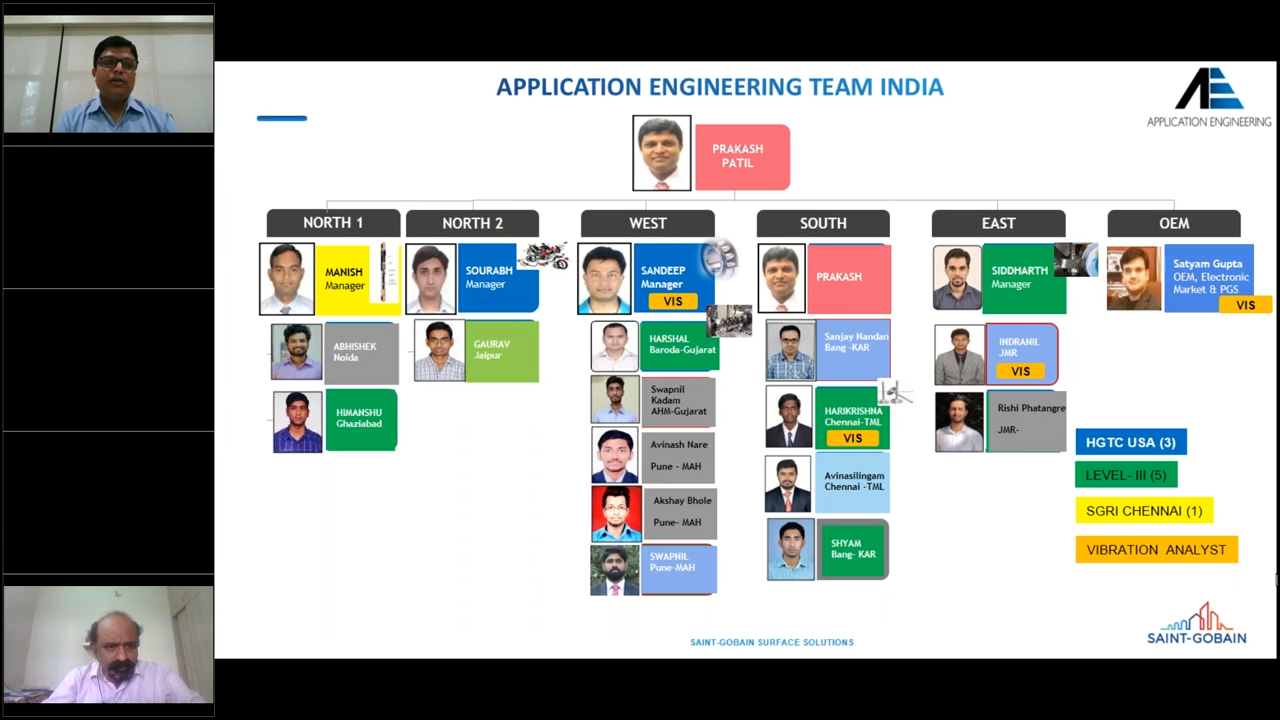 APPLICATION ENGINEERING TEAM INDIA
APPLICATION ENGINEERING
PRAKASH
PATIL
NORTH 1
NORTH 2
WEST
SOUTH
EAST
OEM
MANISH
Manager
SOURABH
Manager
SANDEEP
Manager
VIS
PRAKASH
SIDDHARTH
Manager
Satyam Gupta
OEM, Electronic
Market & PGS
VIS
ABHISHEK
Noida
GAURAV
Jaipur
HARSHAL
Baroda-Gujarat
Sanjay Nandan
Bang -KAR
INDRANIL
JMR
VIS
HIMANSHU
Ghaziabad
Swapnil
Kadam
AHM-Gujarat
HARIKRISHNA
Chennai-TML
VIS
Rishi Phatangre
JMR-
Avinash Nare
Pune - MAH
Avinasilingam
Chennai -TML
Akshay Bhole
Pune- MAH
SHYAM
Bang- KAR
SWAPNIL
Pune-MAH
HGTC USA (3)
LEVEL- III (5)
SGRI CHENNAI (1)
VIBRATION ANALYST
SAINT-GOBAIN SURFACE SOLUTIONS
SAINT-GOBAIN